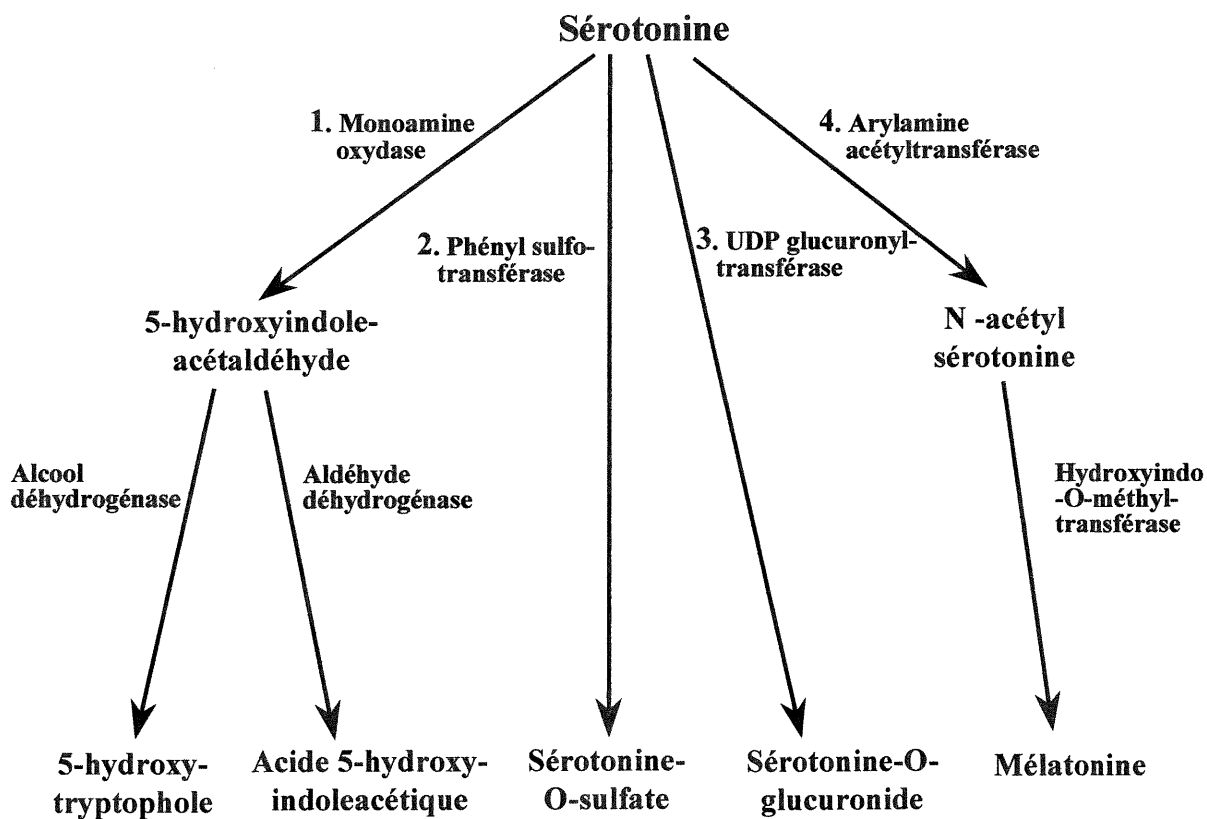 Sérotonine
1. Monoamine
oxydase
4. Arylamine
acétyltransférase
2. Phényl sulfo-
transférase
3. UDP glucuronyl-
transférase
5-hydroxyindole-
acétaldéhyde
N -acétyl
sérotonine
Alcool
déhydrogénase
Aldéhyde
déhydrogénase
Hydroxyindo
-O-méthyl-
transférase
5-hydroxy-
tryptophole
Acide 5-hydroxy-
indoleacétique
Sérotonine-
O-sulfate
Sérotonine-O-
glucuronide
Mélatonine